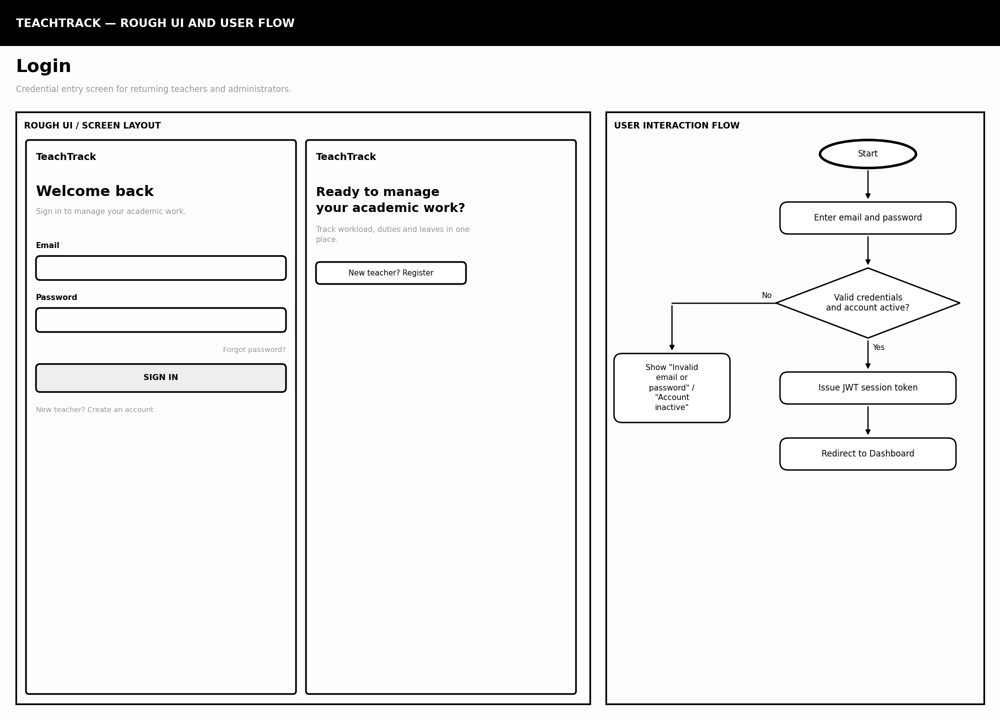 TEACHTRACK — ROUGH UI AND USER FLOW
Login
Credential entry screen for returning teachers and administrators.
ROUGH UI / SCREEN LAYOUT
TeachTrack
Welcome back
Sign in to manage your academic work.
Email
Password
Forgot password?
SIGN IN
New teacher? Create an account
TeachTrack
Ready to manage
your academic work?
Track workload, duties and leaves in one
place.
New teacher? Register
USER INTERACTION FLOW
Start
Enter email and password
Valid credentials
and account active?
No
Show "Invalid
email or
password" /
"Account
inactive"
Yes
Issue JWT session token
Redirect to Dashboard